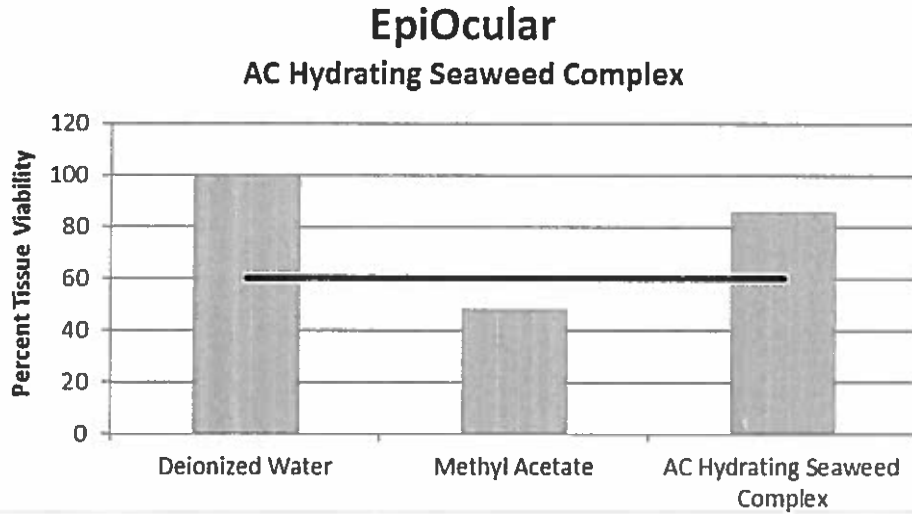 EpiOcular
AC Hydrating Seaweed Complex
Percent Tissue Viability
120
100
80
60
40
20
0
Deionized Water
Methyl Acetate
AC Hydrating Seaweed
Complex